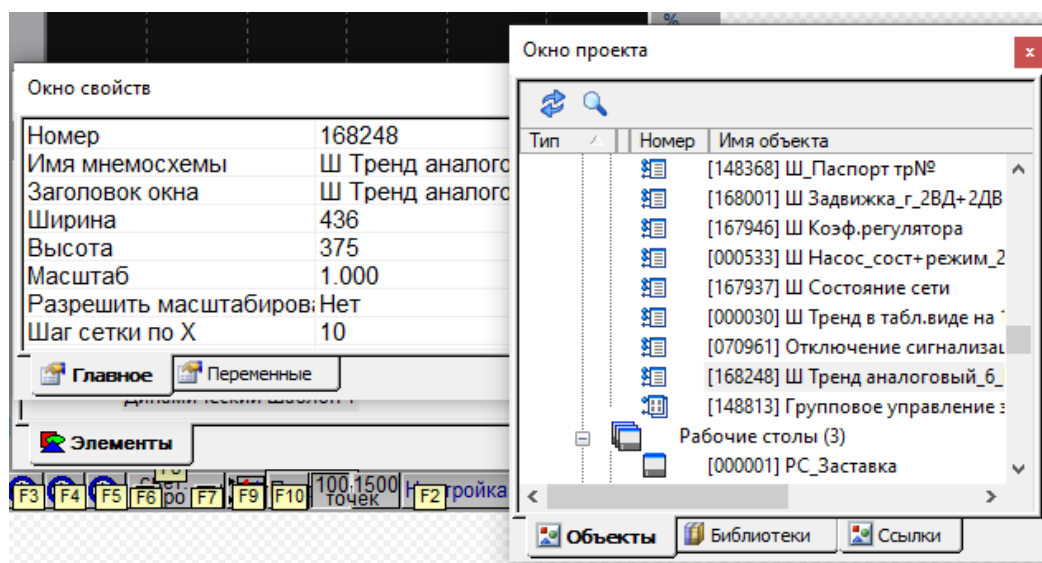 %
Окно свойств
Номер 168248
Имя мнемосхемы Ш Тренд аналого
Заголовок окна Ш Тренд аналого
Ширина 436
Высота 375
Масштаб 1.000
Разрешить масштабирова Нет
Шаг сетки по X 10
Главное Переменные
Элементы
F3 F4 F5 F6 F7 F9 F10 100,1500 точек F2 тройка
Окно проекта
Тип Номер Имя объекта
[148368] Ш_Паспорт тр№
[168001] Ш Задвижка_г_2ВД+2ДВ
[167946] Ш Коэф.регулятора
[000533] Ш Насос_сост+режим_2
[167937] Ш Состояние сети
[000030] Ш Тренд в табл.виде на 1
[070961] Отключение сигнализац
[168248] Ш Тренд аналоговый_6_
[148813] Групповое управление з
Рабочие столы (3)
[000001] РС_Заставка
Объекты Библиотеки Ссылки